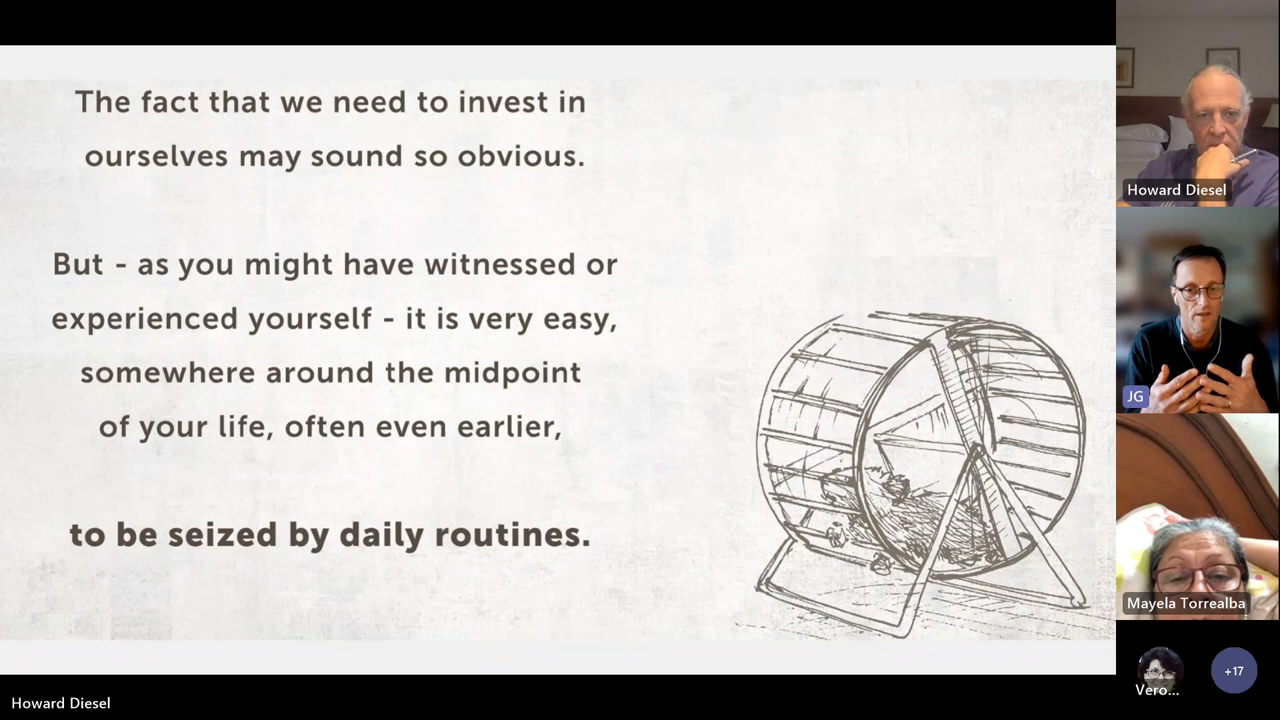 The fact that we need to invest in
ourselves may sound so obvious.
But - as you might have witnessed or
experienced yourself - it is very easy,
somewhere around the midpoint
of your life, often even earlier,
to be seized by daily routines.
Howard Diesel
JG
Mayela Torrealba
Vero...
+17
Howard Diesel